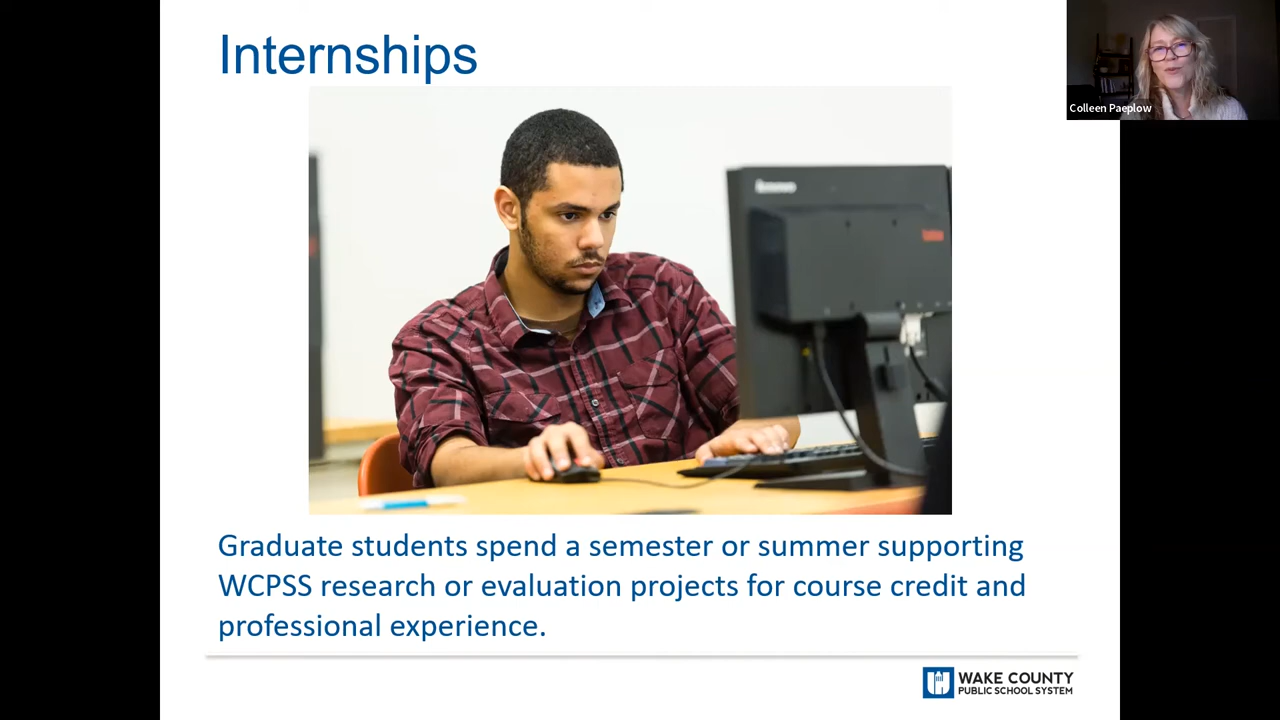 Internships
Colleen Paeplow
lenovo
Graduate students spend a semester or summer supporting
WCPSS research or evaluation projects for course credit and
professional experience.
WAKE COUNTY
PUBLIC SCHOOL SYSTEM